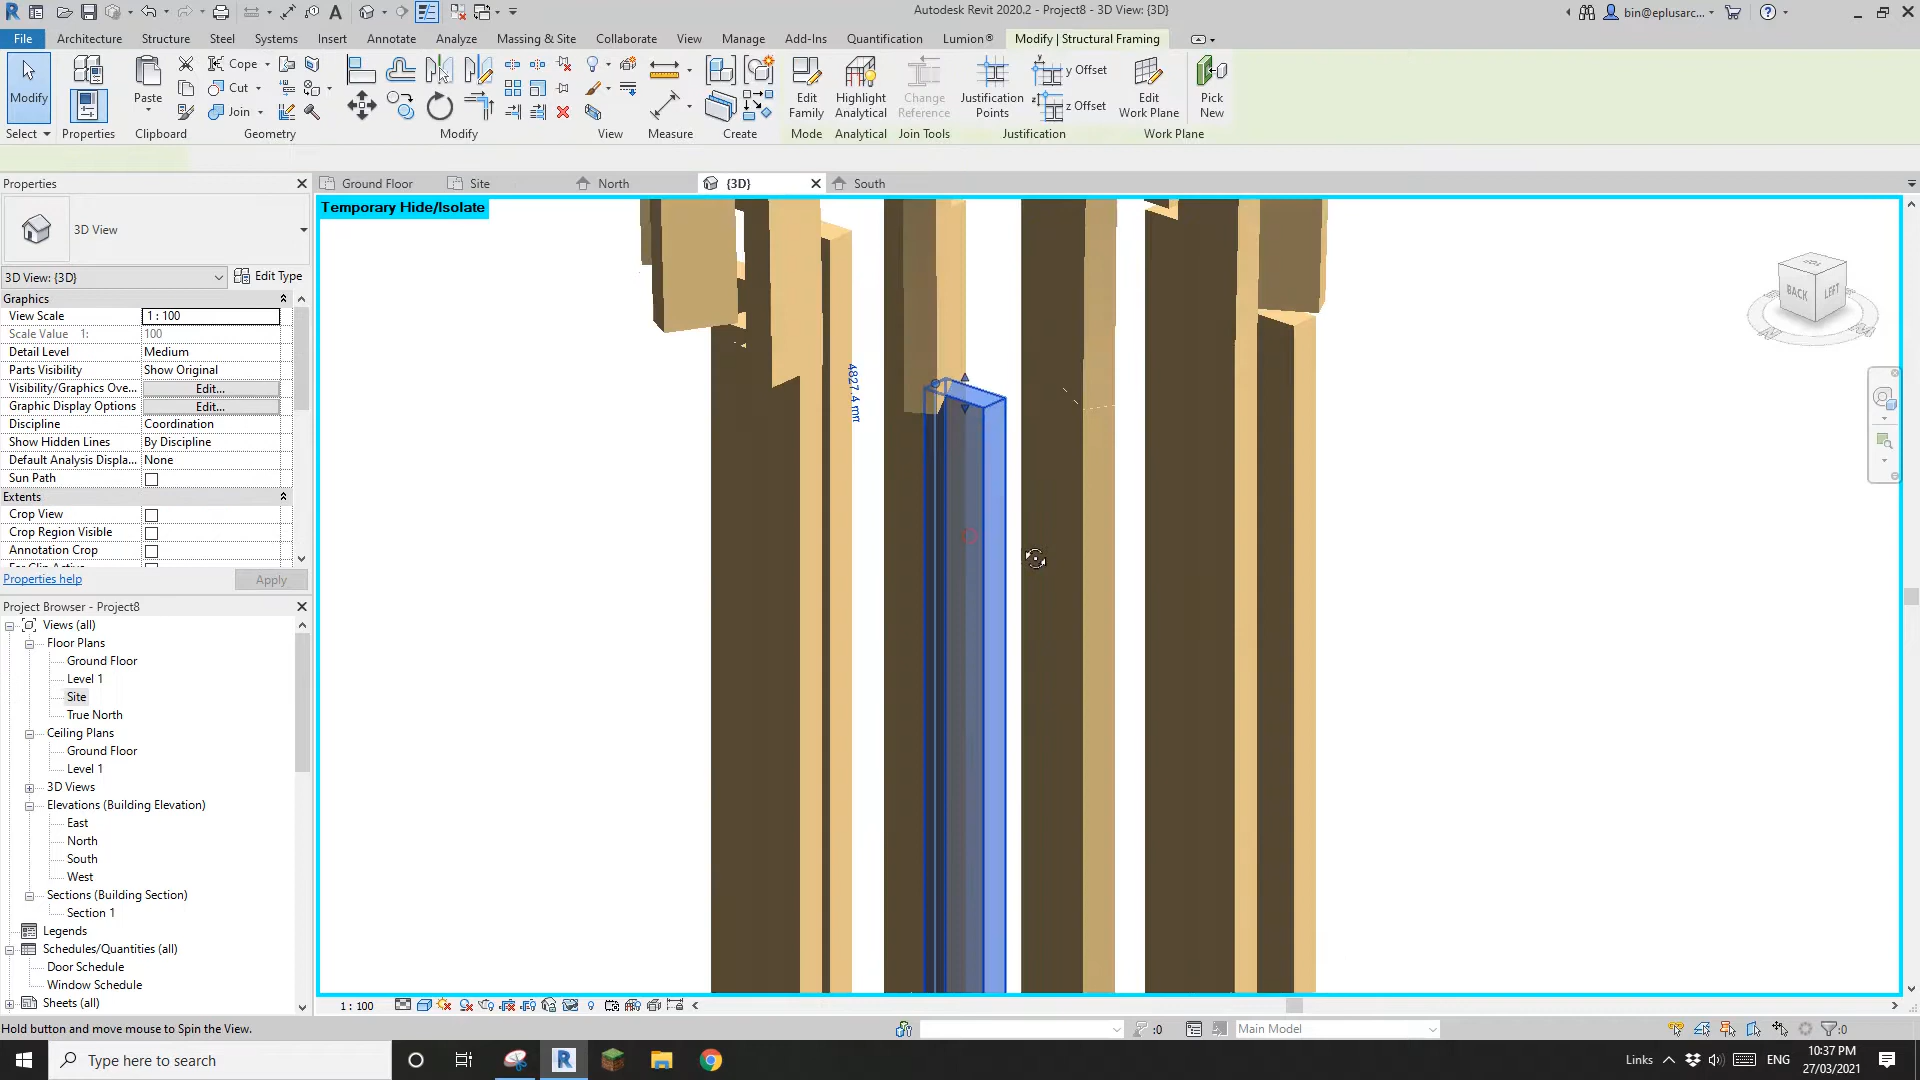 Autodesk Revit 2020.2 - Project8 - 3D View: {3D}
bin@eplusarc...
File Architecture Structure Steel Systems Insert Annotate Analyze Massing & Site Collaborate View Manage Add-Ins Quantification Lumion® Modify | Structural Framing
Modify
Select
Properties
Paste
Clipboard
Cope
Cut
Join
Geometry
Modify
View
Measure
Create
Edit Family
Mode
Highlight Analytical
Analytical
Change Reference
Join Tools
Justification Points
y Offset
z Offset
Justification
Edit Work Plane
Work Plane
Pick New
Properties
Ground Floor
Site
North
{3D}
South
Temporary Hide/Isolate
3D View
3D View: {3D}
Edit Type
Graphics
View Scale 1 : 100
Scale Value 1: 100
Detail Level Medium
Parts Visibility Show Original
Visibility/Graphics Ove... Edit...
Graphic Display Options Edit...
Discipline Coordination
Show Hidden Lines By Discipline
Default Analysis Displa... None
Sun Path
Extents
Crop View
Crop Region Visible
Annotation Crop
Properties help
Apply
4827.4 mm
BACK
LEFT
Project Browser - Project8
Views (all)
Floor Plans
Ground Floor
Level 1
Site
True North
Ceiling Plans
Ground Floor
Level 1
3D Views
Elevations (Building Elevation)
East
North
South
West
Sections (Building Section)
Section 1
Legends
Schedules/Quantities (all)
Door Schedule
Window Schedule
Sheets (all)
1 : 100
Hold button and move mouse to Spin the View.
:0
Main Model
:0
Type here to search
Links
ENG
10:37 PM
27/03/2021